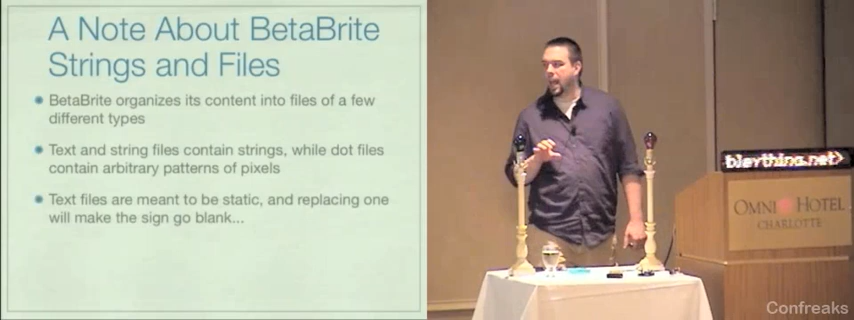 A Note About BetaBrite
Strings and Files
BetaBrite organizes its content into files of a few
different types
Text and string files contain strings, while dot files
contain arbitrary patterns of pixels
Text files are meant to be static, and replacing one
will make the sign go blank...
bleything.net>
OMNI HOTEL
CHARLOTTE
Confreaks